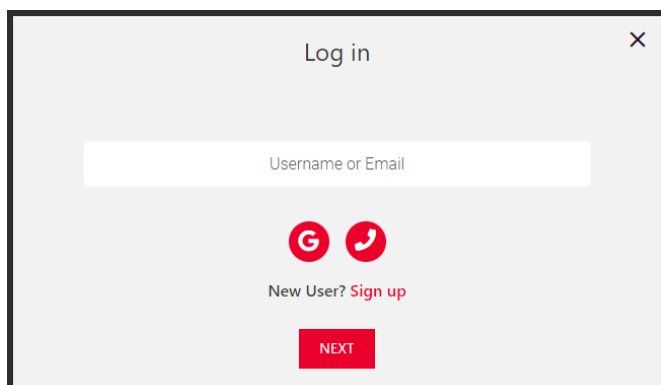 Log in
Username or Email
G
New User? Sign up
NEXT